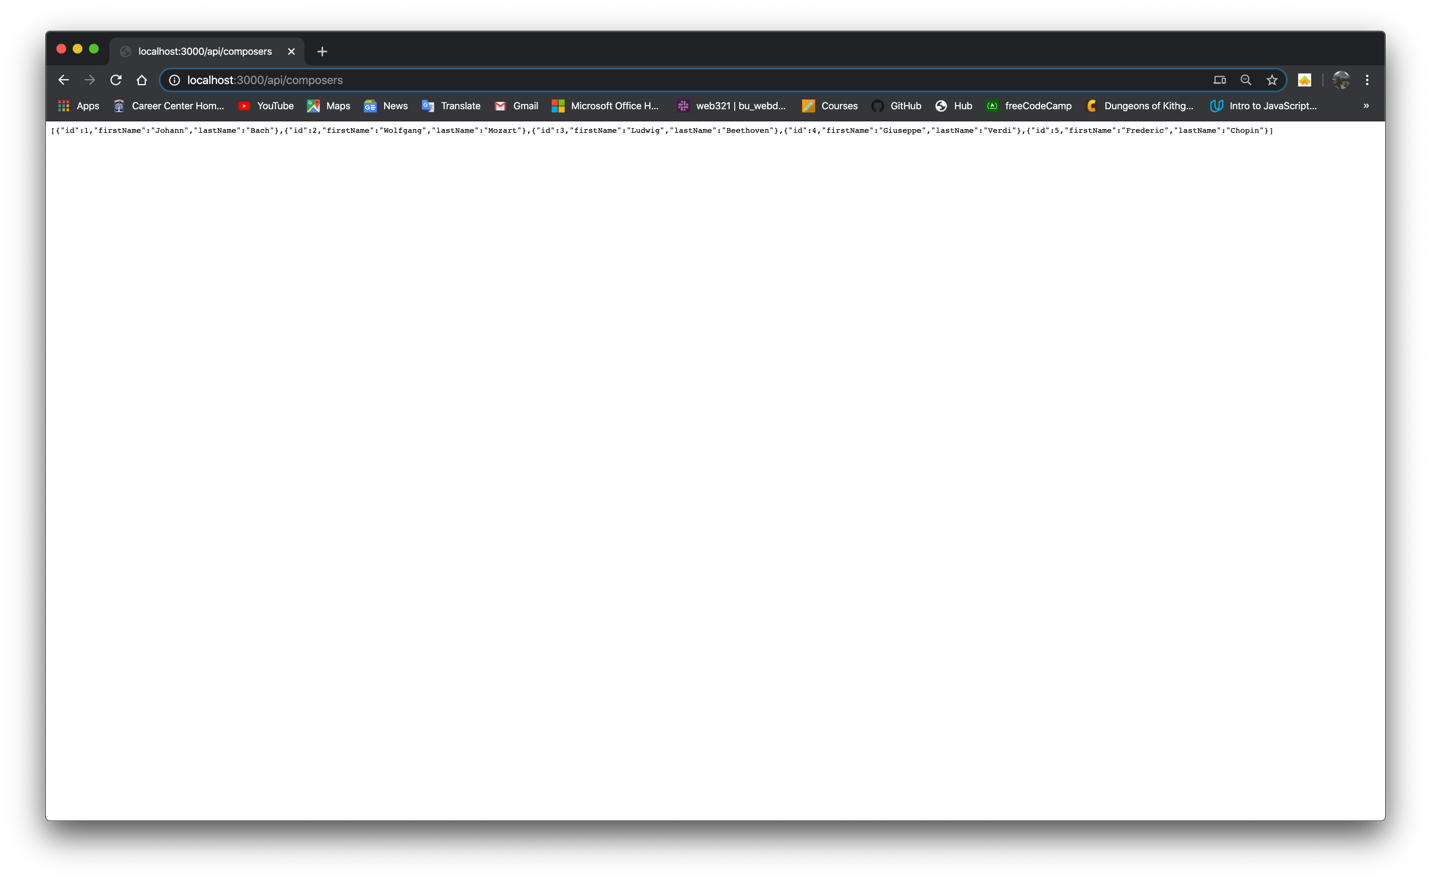 localhost:3000/api/composers
localhost:3000/api/composers
Apps Career Center Hom... YouTube Maps News Translate Gmail Microsoft Office H... web321 | bu_webd... Courses GitHub Hub freeCodeCamp Dungeons of Kithg... Intro to JavaScript... »
[{"id":1,"firstName":"Johann","lastName":"Bach"},{"id":2,"firstName":"Wolfgang","lastName":"Mozart"},{"id":3,"firstName":"Ludwig","lastName":"Beethoven"},{"id":4,"firstName":"Giuseppe","lastName":"Verdi"},{"id":5,"firstName":"Frederic","lastName":"Chopin"}]